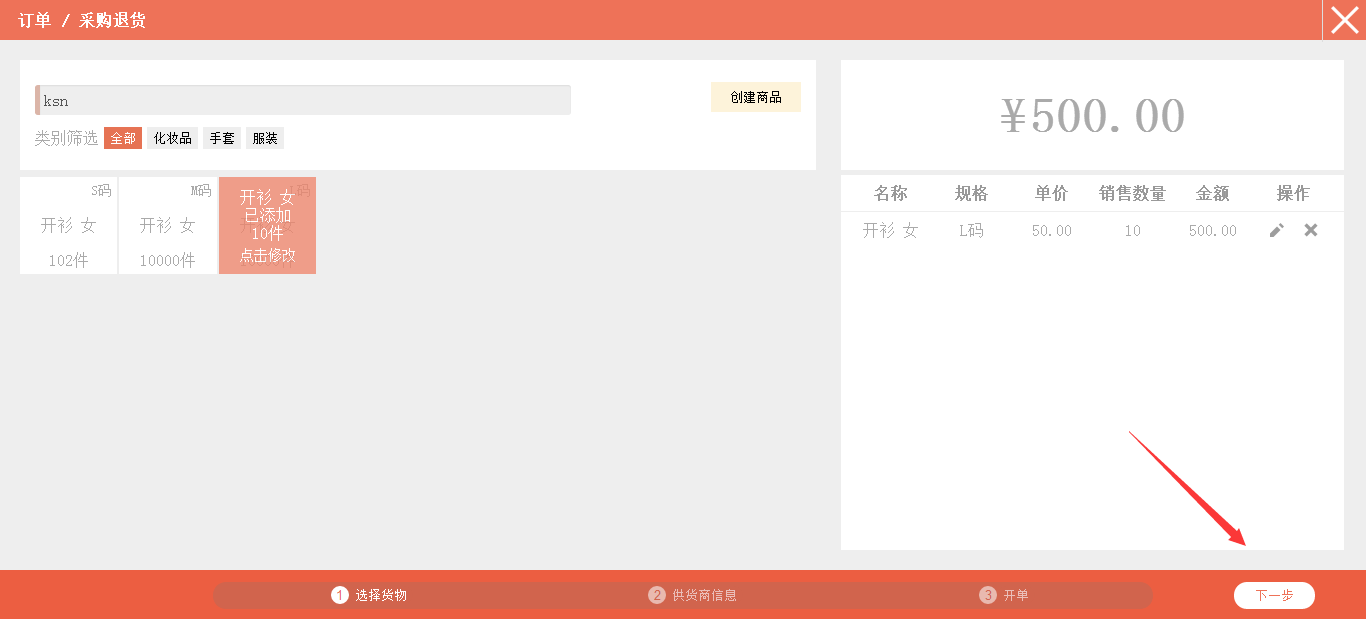 订单 / 采购退货
ksn
创建商品
类别筛选 全部 化妆品 手套 服装
S码
开衫 女
102件
M码
开衫 女
10000件
开衫 女
已添加
10件
点击修改
¥500.00
名称 规格 单价 销售数量 金额 操作
开衫 女 L码 50.00 10 500.00
1 选择货物 2 供货商信息 3 开单 下一步